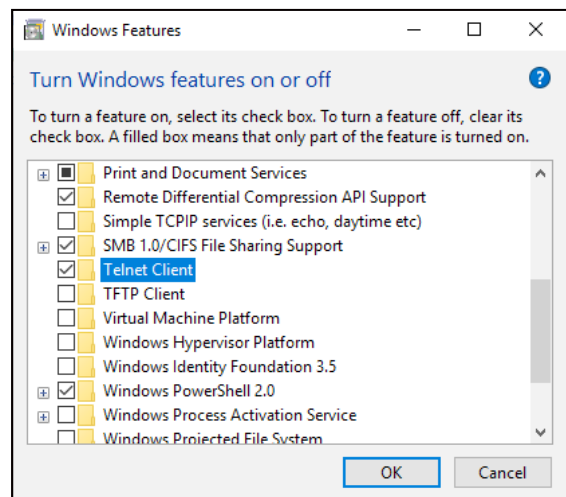 Windows Features
Turn Windows features on or off
To turn a feature on, select its check box. To turn a feature off, clear its
check box. A filled box means that only part of the feature is turned on.
Print and Document Services
Remote Differential Compression API Support
Simple TCPIP services (i.e. echo, daytime etc)
SMB 1.0/CIFS File Sharing Support
Telnet Client
TFTP Client
Virtual Machine Platform
Windows Hypervisor Platform
Windows Identity Foundation 3.5
Windows PowerShell 2.0
Windows Process Activation Service
Windows Projected File System
OK Cancel